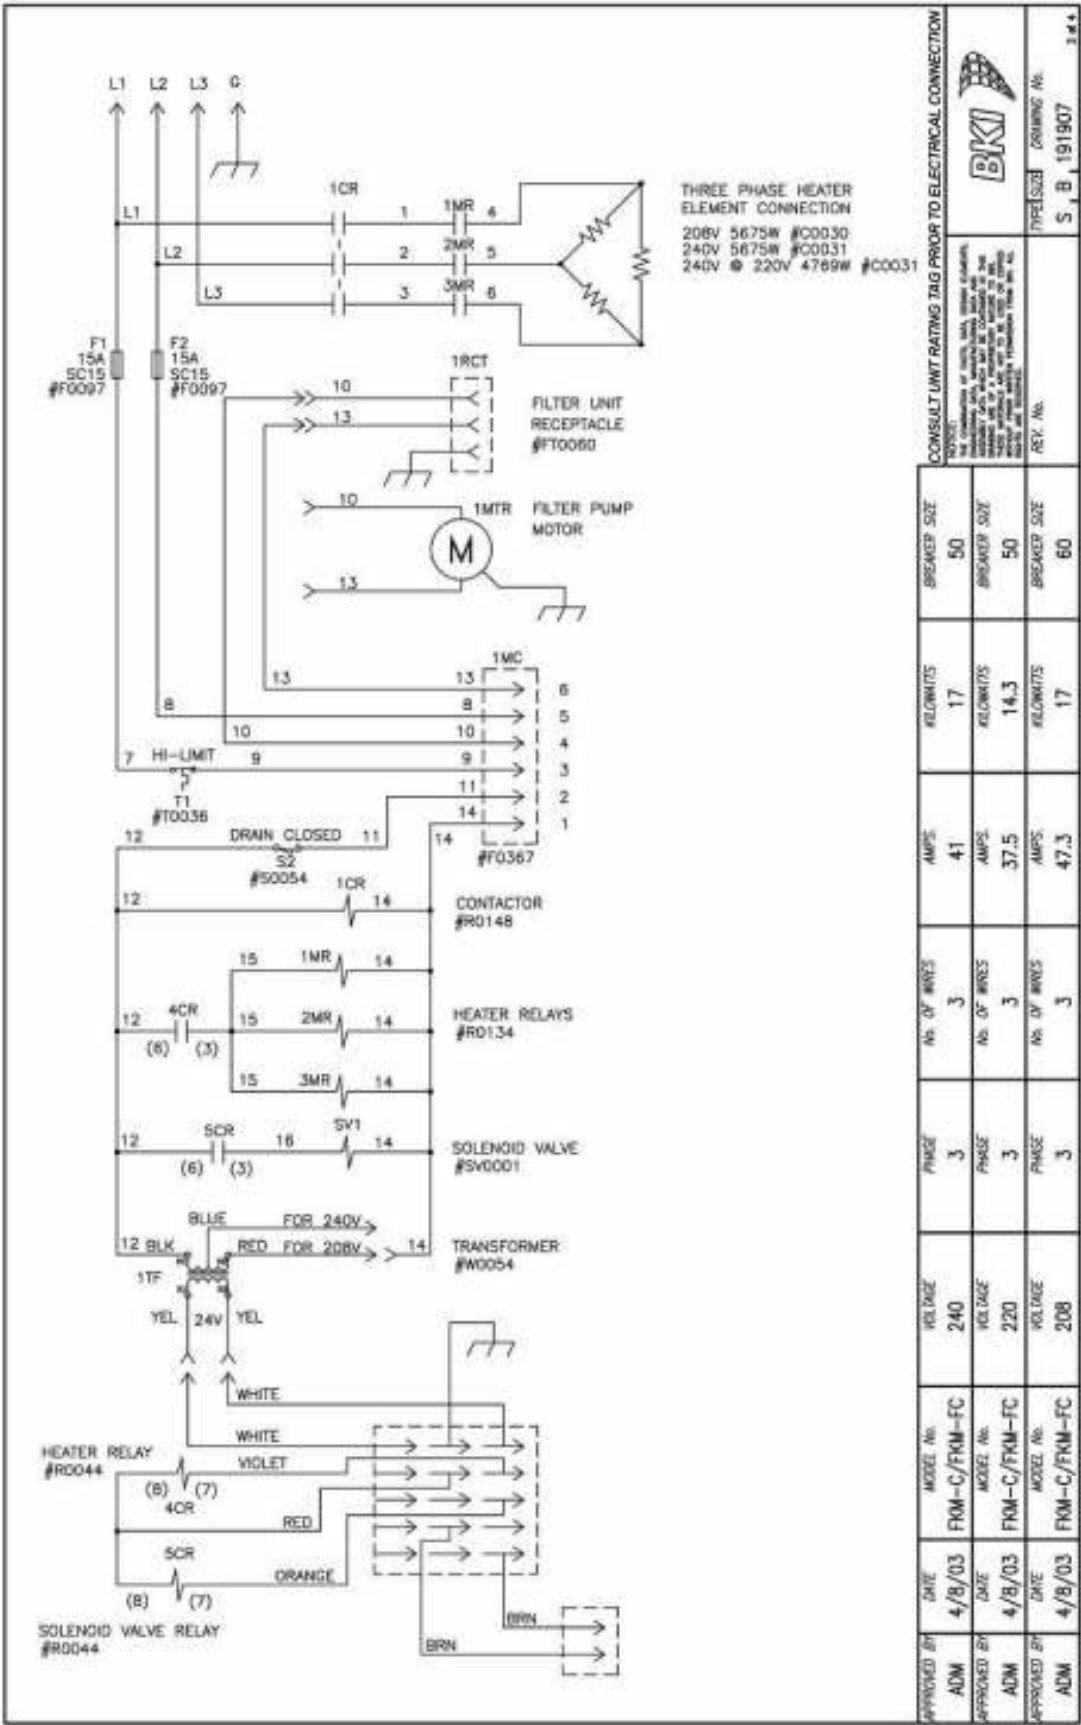 L1 L2 L3 G
1CR
L1 1 1MR 4
L2 2 2MR 5
L3 3 3MR 6
THREE PHASE HEATER
ELEMENT CONNECTION
208V 5675W #C0030
240V 5675W #C0031
240V @ 220V 4769W #C0031
F1
15A
SC15
#F0097
F2
15A
SC15
#F0097
1RCT
10
13
FILTER UNIT
RECEPTACLE
#FT0060
10
1MTR
FILTER PUMP
MOTOR
M
13
1MC
13 13 6
8 8 5
10 10 4
7 HI-LIMIT 9 9 3
T1
#T0036
11 2
14 1
12 DRAIN CLOSED 11 14
S2
#S0054
#F0367
12 1CR 14
CONTACTOR
#R0148
15 1MR 14
12 4CR 15 2MR 14
(6) (3)
HEATER RELAYS
#R0134
15 3MR 14
12 5CR 16 SV1 14
(6) (3)
SOLENOID VALVE
#SV0001
BLUE FOR 240V
12 BLK RED FOR 208V 14
TRANSFORMER
#W0054
1TF
YEL 24V YEL
WHITE
WHITE
HEATER RELAY
#R0044
VIOLET
(8) (7)
4CR
RED
5CR
ORANGE
(8) (7)
SOLENOID VALVE RELAY
#R0044
BRN
BRN
CONSULT UNIT RATING TAG PRIOR TO ELECTRICAL CONNECTION
NOTICE:
BKI
REV. No.
TYPE SIZE DRAWING No.
S B 191907
APPROVED BY DATE MODEL No. VOLTAGE PHASE No. OF WIRES AMPS. KILOWATTS BREAKER SIZE
ADM 4/8/03 FKM-C/FKM-FC 240 3 3 41 17 50
APPROVED BY DATE MODEL No. VOLTAGE PHASE No. OF WIRES AMPS. KILOWATTS BREAKER SIZE
ADM 4/8/03 FKM-C/FKM-FC 220 3 3 37.5 14.3 50
APPROVED BY DATE MODEL No. VOLTAGE PHASE No. OF WIRES AMPS. KILOWATTS BREAKER SIZE
ADM 4/8/03 FKM-C/FKM-FC 208 3 3 47.3 17 60